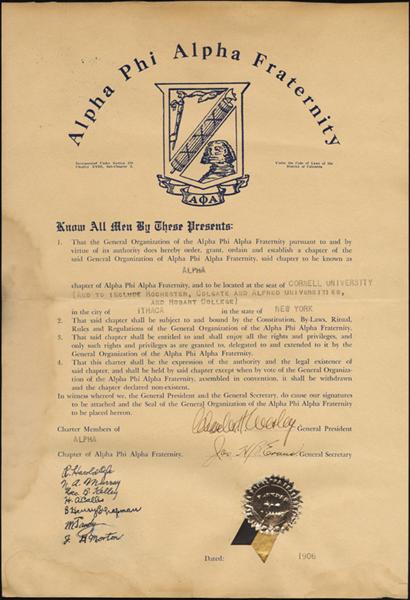 Alpha Phi Alpha Fraternity
Incorporated Under Section 599
Chapter XVIII, Sub-Chapter 3,
Under the Code of Laws of the
District of Columbia
ΑΦΑ
Know All Men By These Presents:
1. That the General Organization of the Alpha Phi Alpha Fraternity pursuant to and by
virtue of its authority does hereby order, grant, ordain and establish a chapter of the
said General Organization of Alpha Phi Alpha Fraternity, said chapter to be known as
ALPHA
chapter of Alpha Phi Alpha Fraternity, and to be located at the seat of CORNELL UNIVERSITY
(AND TO INCLUDE ROCHESTER, COLGATE AND ALFRED UNIVERSITIES,
AND HOBART COLLEGE)
in the city of ITHACA in the state of NEW YORK
2. That said chapter shall be subject to and bound by the Constitution, By-Laws, Ritual,
Rules and Regulations of the General Organization of the Alpha Phi Alpha Fraternity.
3. That said chapter shall be entitled to and shall enjoy all the rights and privileges, and
only such rights and privileges as are granted to, delegated to and extended to it by the
General Organization of the Alpha Phi Alpha Fraternity.
4. That this charter shall be the expression of the authority and the legal existence of
said chapter, and shall be held by said chapter except when by vote of the General Organiza-
tion of the Alpha Phi Alpha Fraternity, assembled in convention, it shall be withdrawn
and the chapter declared non-existent.
In witness whereof we, the General President and the General Secretary, do cause our signatures
to be attached and the Seal of the General Organization of the Alpha Phi Alpha Fraternity
to be placed hereon.
Charter Members of Charles H. Wesley General President
ALPHA
Chapter of Alpha Phi Alpha Fraternity. Jos. H. B. Evans General Secretary
R. Harold Ogle
N. A. Murray
Geo B. Kelley
H. A. Callis
E Henry C Chapman
V Tandy
J. H Morton
Dated: 1906